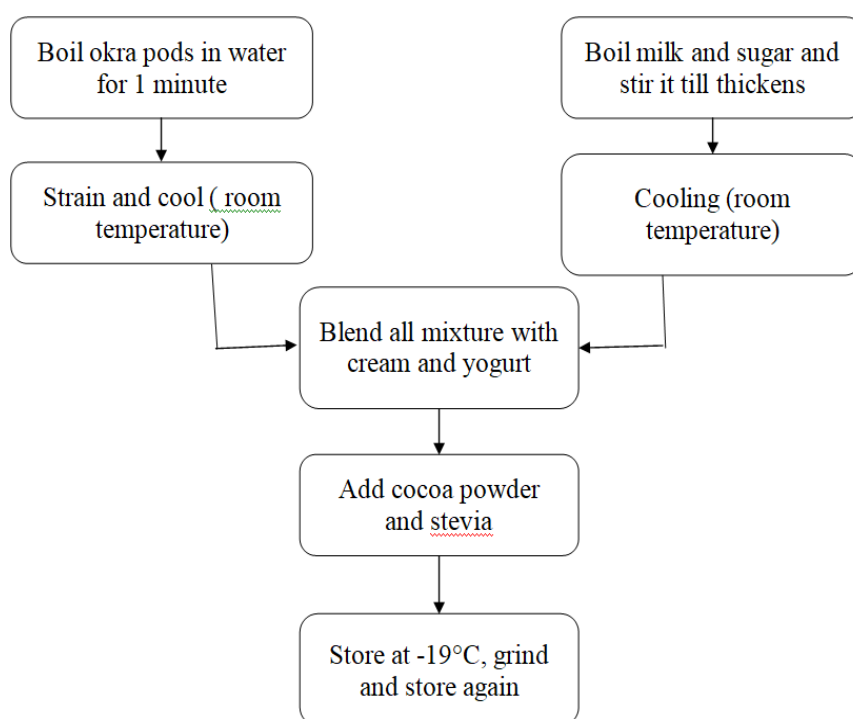 Boil okra pods in water
for 1 minute
Boil milk and sugar and
stir it till thickens
Strain and cool ( room
temperature)
Cooling (room
temperature)
Blend all mixture with
cream and yogurt
Add cocoa powder
and stevia
Store at -19°C, grind
and store again